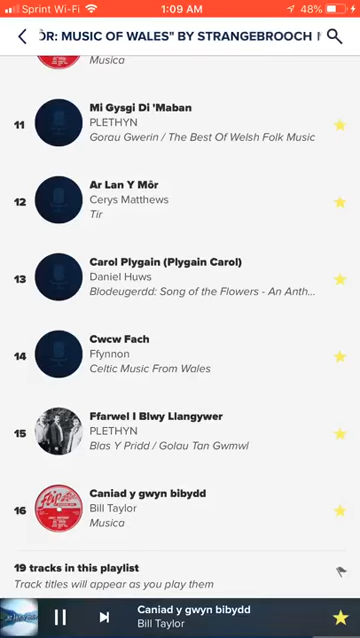 Sprint Wi-Fi 1:09 AM 48%
ÔR: MUSIC OF WALES" BY STRANGEBROOCH
Musica
11 Mi Gysgi Di 'Maban
PLETHYN
Gorau Gwerin / The Best Of Welsh Folk Music
12 Ar Lan Y Môr
Cerys Matthews
Tir
13 Carol Plygain (Plygain Carol)
Daniel Huws
Blodeugerdd: Song of the Flowers - An Anth...
14 Cwcw Fach
Ffynnon
Celtic Music From Wales
15 Ffarwel I Blwy Llangywer
PLETHYN
Blas Y Pridd / Golau Tan Gwmwl
16 Caniad y gwyn bibydd
Bill Taylor
Musica
19 tracks in this playlist
Track titles will appear as you play them
Caniad y gwyn bibydd
Bill Taylor